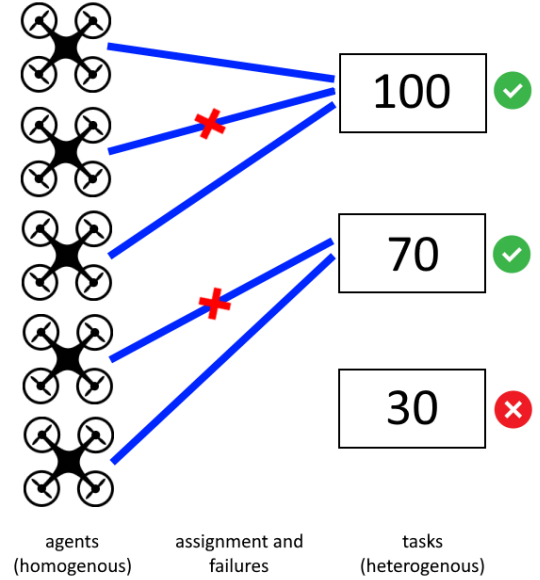 100
70
30
agents
(homogenous)
assignment and
failures
tasks
(heterogenous)